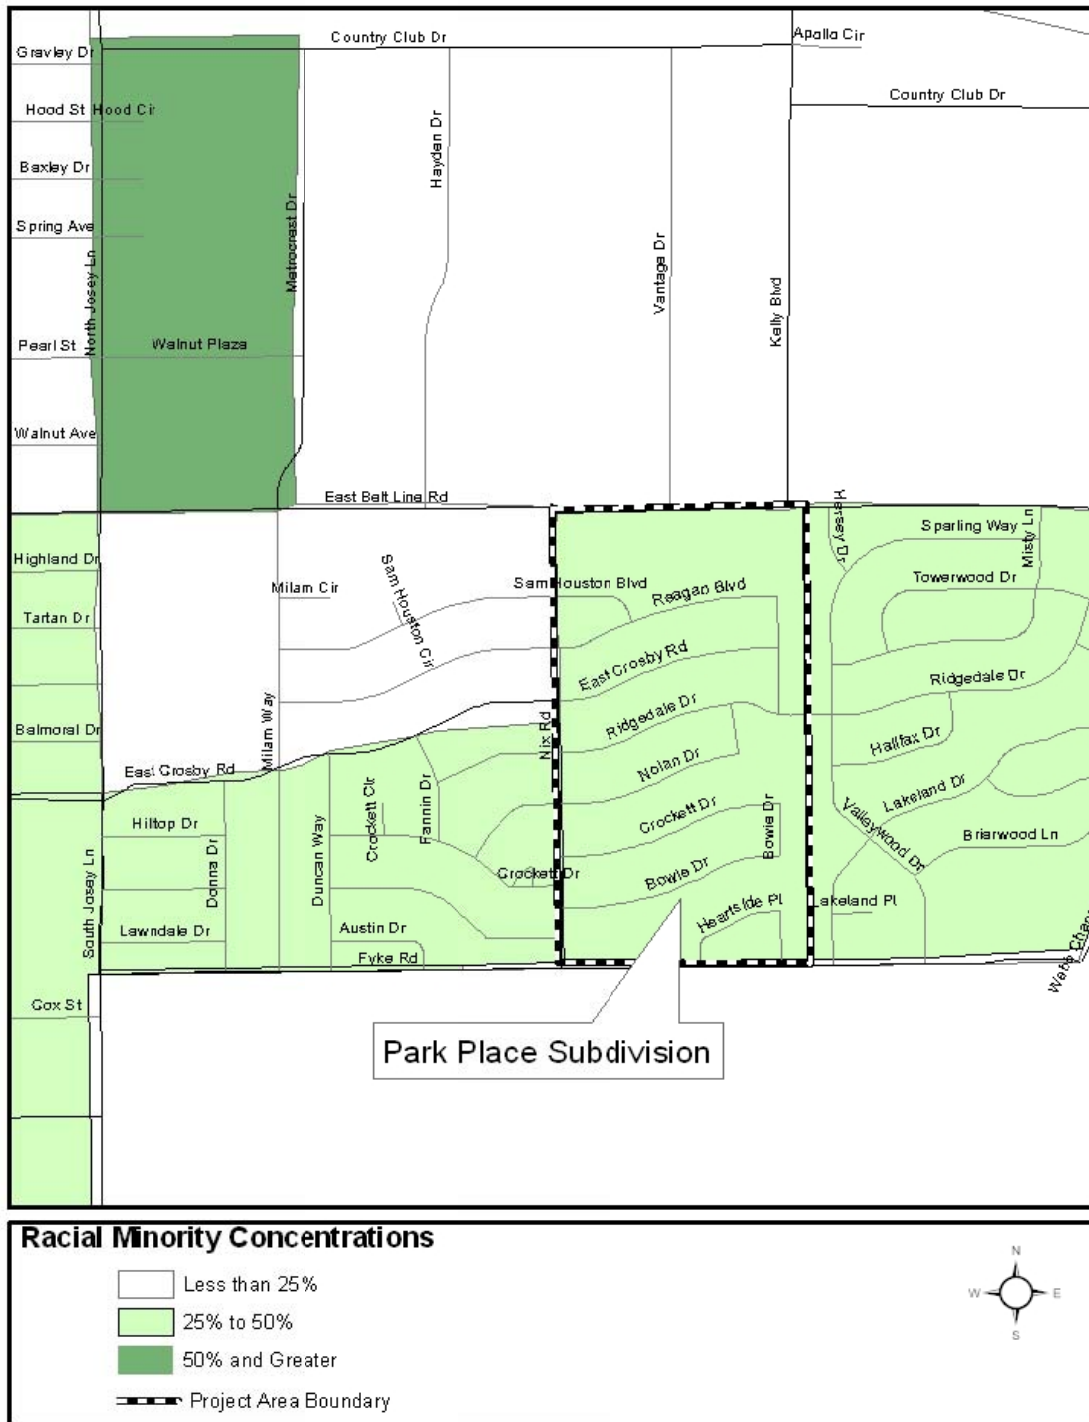 Country Club Dr
Apollo Cir
Gravley Dr
Country Club Dr
Hood St
Hood Cir
Hayden Dr
Baxley Dr
Spring Ave
Metrocrest Dr
North Josey Ln
Vantage Dr
Kelly Blvd
Pearl St
Walnut Plaza
Walnut Ave
East Belt Line Rd
Hersey Dr
Sparling Way
Misty Ln
Highland Dr
Milam Cir
Sam Houston Cir
Sam Houston Blvd
Reagan Blvd
Towerwood Dr
Tartan Dr
East Crosby Rd
Ridgedale Dr
Ridgedale Dr
Balmoral Dr
Milam Way
Nix Rd
Halifax Dr
East Crosby Rd
Nolan Dr
Lakeland Dr
Crockett Cir
Fannin Dr
Crockett Dr
Bowie Dr
Valleywood Dr
Briarwood Ln
Hiltop Dr
Donna Dr
Duncan Way
Crockett Dr
Bowie Dr
South Josey Ln
Heartside Pl
Lakeland Pl
Lawndale Dr
Austin Dr
Fyke Rd
Cox St
Park Place Subdivision
Racial Minority Concentrations
Less than 25%
25% to 50%
50% and Greater
Project Area Boundary
N
W
E
S